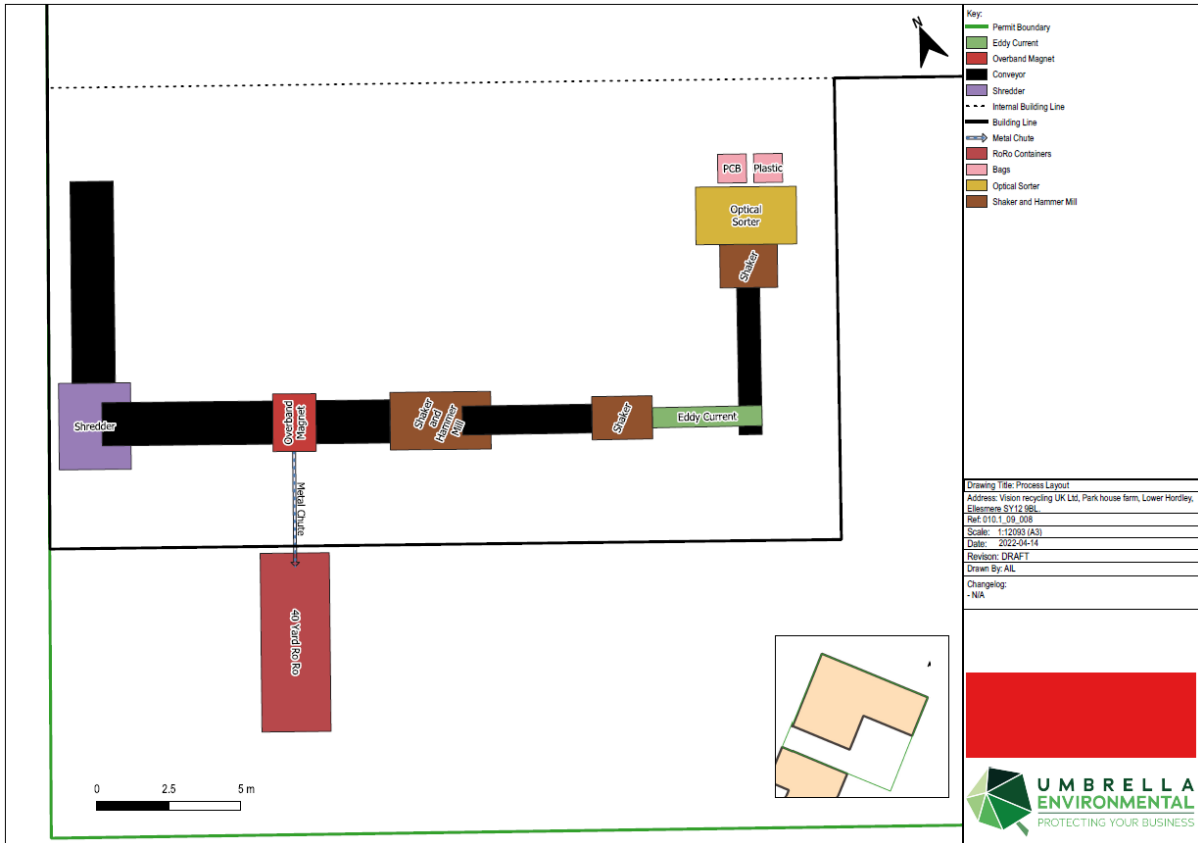 N
PCB
Plastic
Optical
Sorter
Shaker
Shredder
Overband
Magnet
Shaker
and
Hammer
Mill
Shaker
Eddy Current
Metal Chute
40 Yard Ro Ro
0 2.5 5 m
Key:
Permit Boundary
Eddy Current
Overband Magnet
Conveyor
Shredder
Internal Building Line
Building Line
Metal Chute
RoRo Containers
Bags
Optical Sorter
Shaker and Hammer Mill
Drawing Title: Process Layout
Address: Vision recycling UK Ltd, Park house farm, Lower Hordley,
Ellesmere SY12 9BL.
Ref: 010.1_09_008
Scale: 1:12093 (A3)
Date: 2022-04-14
Revison: DRAFT
Drawn By: AIL
Changelog:
- N/A
UMBRELLA
ENVIRONMENTAL
PROTECTING YOUR BUSINESS